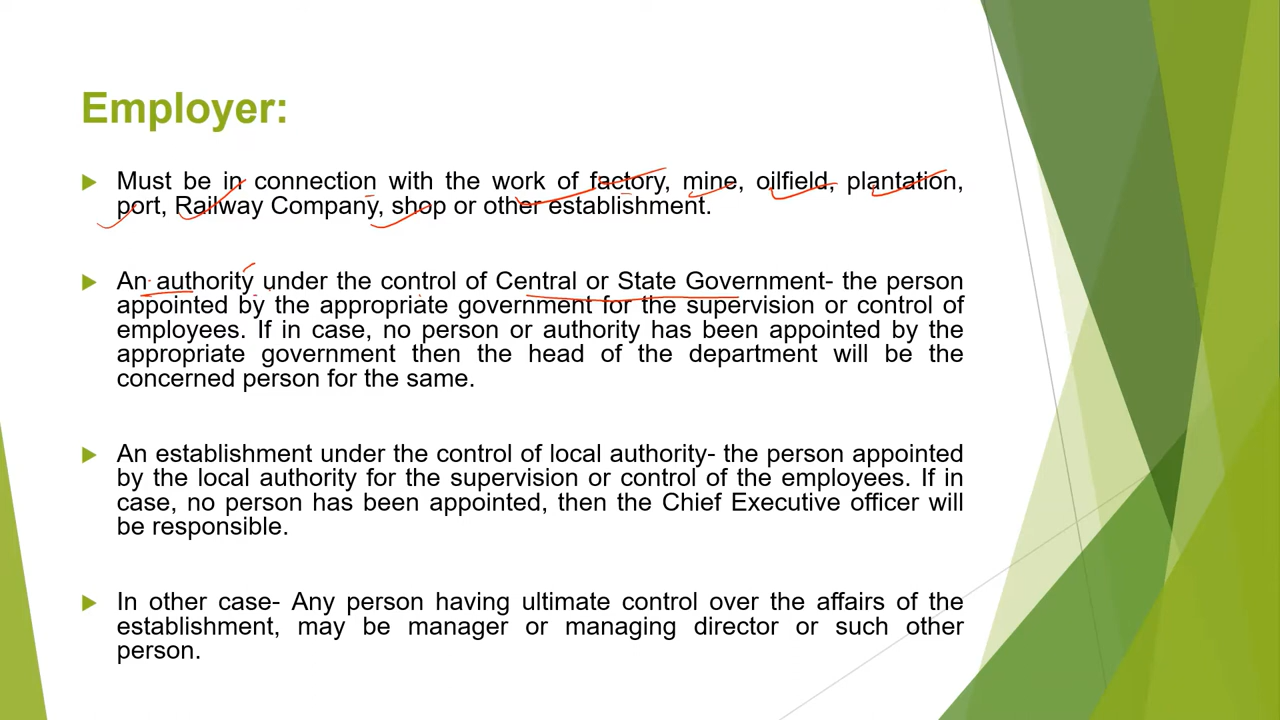 Employer:
Must be in connection with the work of factory, mine, oilfield, plantation,
port, Railway Company, shop or other establishment.
An authority under the control of Central or State Government- the person
appointed by the appropriate government for the supervision or control of
employees. If in case, no person or authority has been appointed by the
appropriate government then the head of the department will be the
concerned person for the same.
An establishment under the control of local authority- the person appointed
by the local authority for the supervision or control of the employees. If in
case, no person has been appointed, then the Chief Executive officer will
be responsible.
In other case- Any person having ultimate control over the affairs of the
establishment, may be manager or managing director or such other
person.